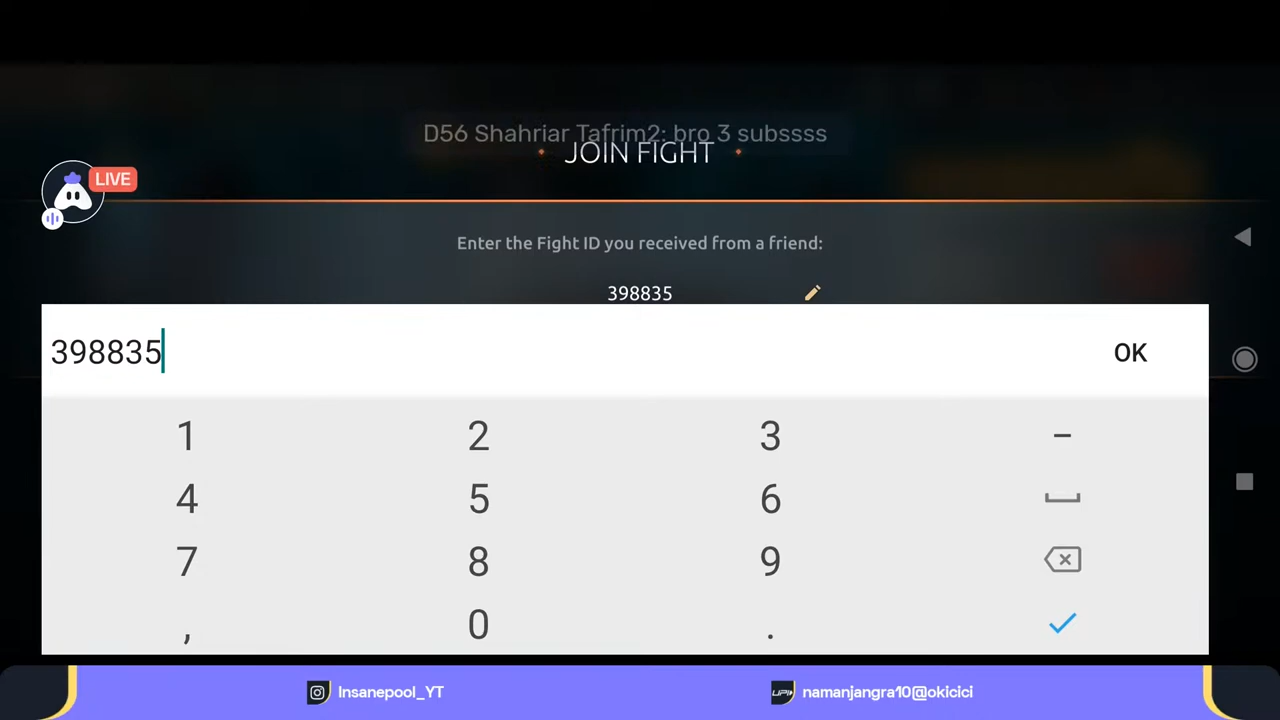 D56 Shahriar Tafrim2: bro 3 subssss
JOIN FIGHT
LIVE
Enter the Fight ID you received from a friend:
398835
398835
OK
1 2 3 -
4 5 6
7 8 9
, 0 .
Insanepool_YT
UPI namanjangra10@okicici